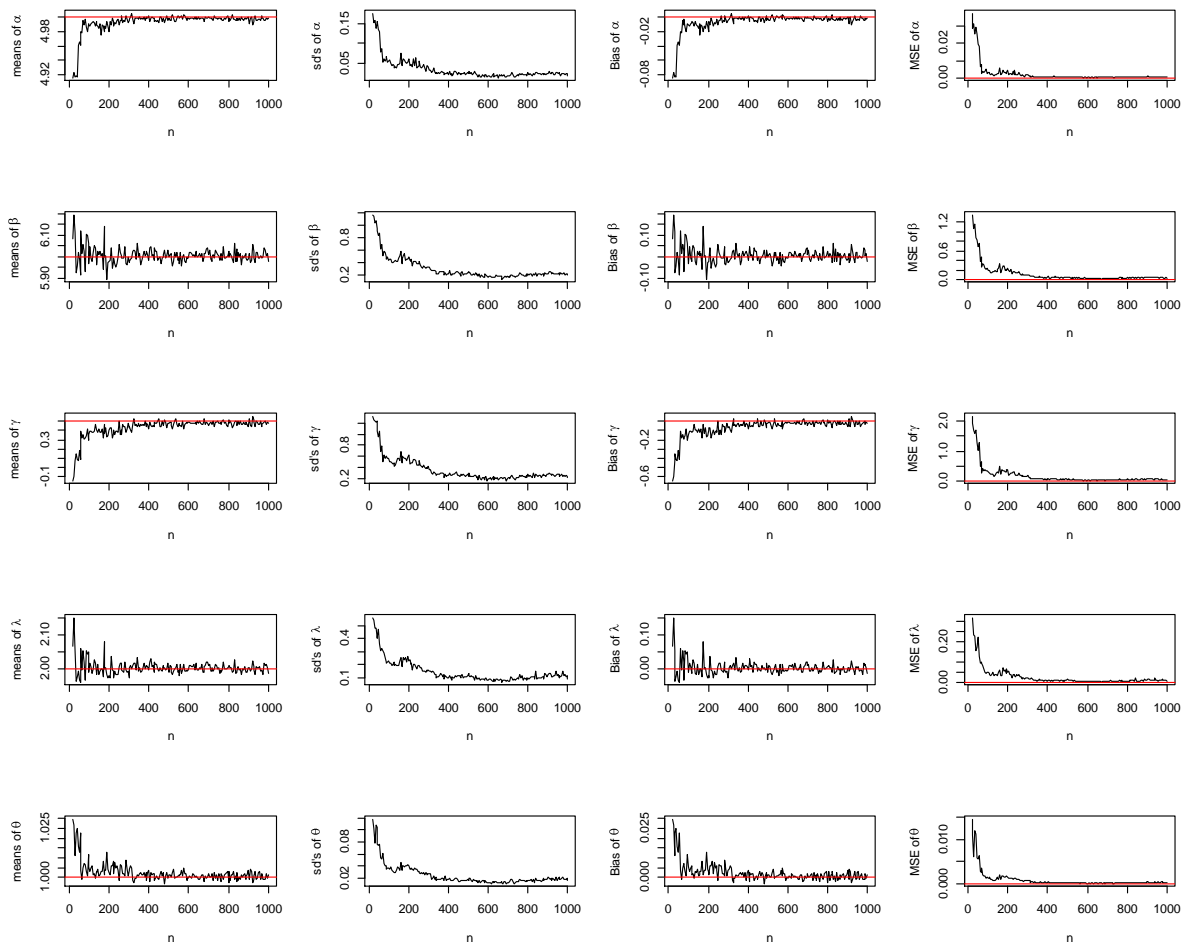 means of α
4.92 4.98
0 200 400 600 800 1000
n
sd's of α
0.05 0.15
0 200 400 600 800 1000
n
Bias of α
-0.08 -0.02
0 200 400 600 800 1000
n
MSE of α
0.00 0.02
0 200 400 600 800 1000
n
means of β
5.90 6.10
0 200 400 600 800 1000
n
sd's of β
0.2 0.8
0 200 400 600 800 1000
n
Bias of β
-0.10 0.10
0 200 400 600 800 1000
n
MSE of β
0.0 0.6 1.2
0 200 400 600 800 1000
n
means of γ
-0.1 0.3
0 200 400 600 800 1000
n
sd's of γ
0.2 0.8
0 200 400 600 800 1000
n
Bias of γ
-0.6 -0.2
0 200 400 600 800 1000
n
MSE of γ
0.0 1.0 2.0
0 200 400 600 800 1000
n
means of λ
2.00 2.10
0 200 400 600 800 1000
n
sd's of λ
0.1 0.4
0 200 400 600 800 1000
n
Bias of λ
0.00 0.10
0 200 400 600 800 1000
n
MSE of λ
0.00 0.20
0 200 400 600 800 1000
n
means of θ
1.000 1.025
0 200 400 600 800 1000
n
sd's of θ
0.02 0.08
0 200 400 600 800 1000
n
Bias of θ
0.000 0.025
0 200 400 600 800 1000
n
MSE of θ
0.000 0.010
0 200 400 600 800 1000
n